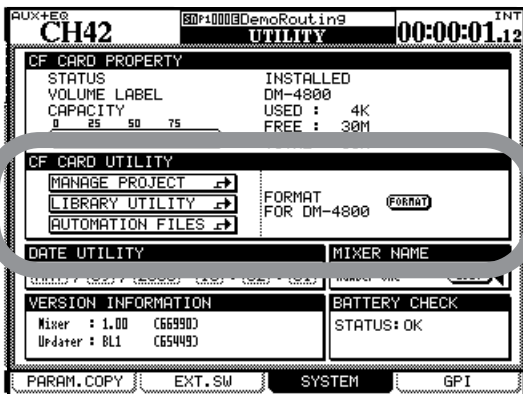 AUX+EQ
CH42
P1000 DemoRouting
UTILITY
INT
00:00:01.12
CF CARD PROPERTY
STATUS INSTALLED
VOLUME LABEL DM-4800
CAPACITY USED : 4K
0 25 50 75 FREE : 30M
CF CARD UTILITY
MANAGE PROJECT
LIBRARY UTILITY
AUTOMATION FILES
FORMAT
FOR DM-4800
FORMAT
DATE UTILITY
MIXER NAME
VERSION INFORMATION
Mixer : 1.00 (66990)
Updater : BL1 (65449)
BATTERY CHECK
STATUS: OK
PARAM.COPY EXT.SW SYSTEM GPI